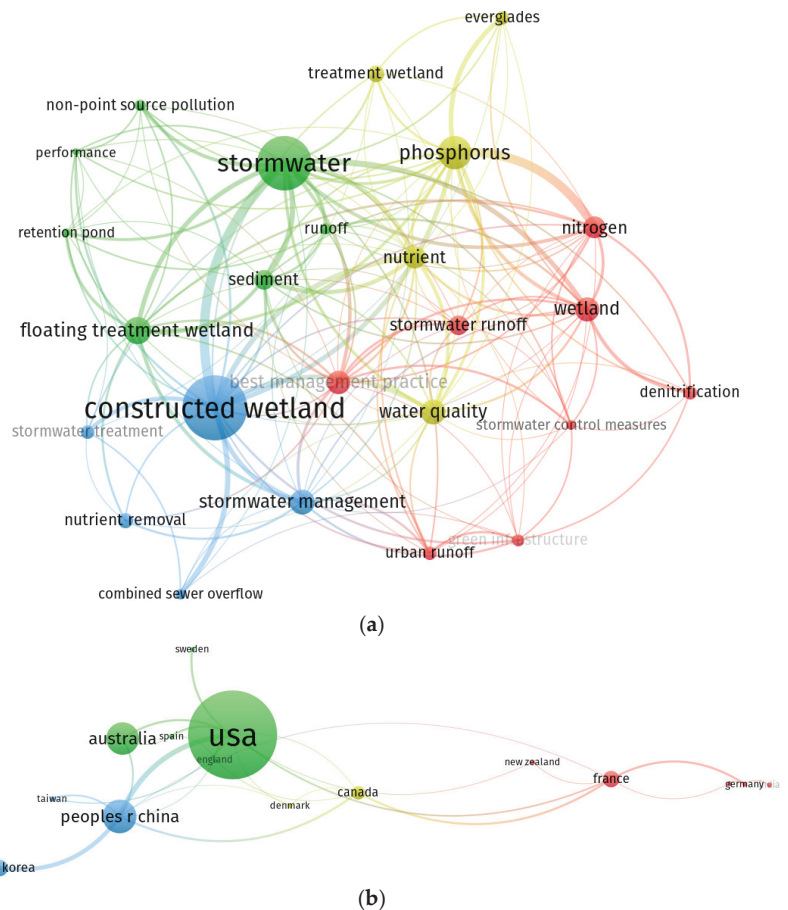 everglades
treatment wetland
non-point source pollution
performance
stormwater
phosphorus
retention pond
runoff
nitrogen
nutrient
sediment
wetland
floating treatment wetland
stormwater runoff
best management practice
denitrification
constructed wetland
water quality
stormwater control measures
stormwater treatment
stormwater management
nutrient removal
green infrastructure
urban runoff
combined sewer overflow
(a)
sweden
australia
spain
usa
england
new zealand
france
germany
taiwan
canada
denmark
peoples r china
korea
(b)